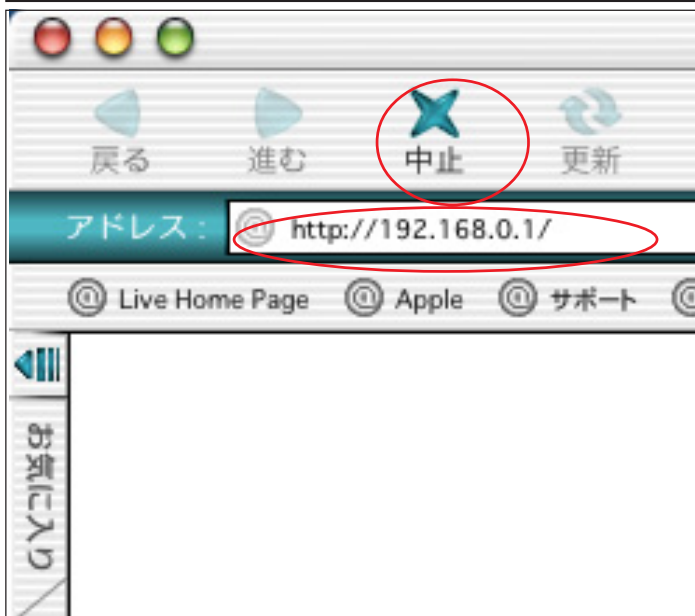 戻る 進む 中止 更新
アドレス： http://192.168.0.1/
Live Home Page Apple サポート
お気に入り